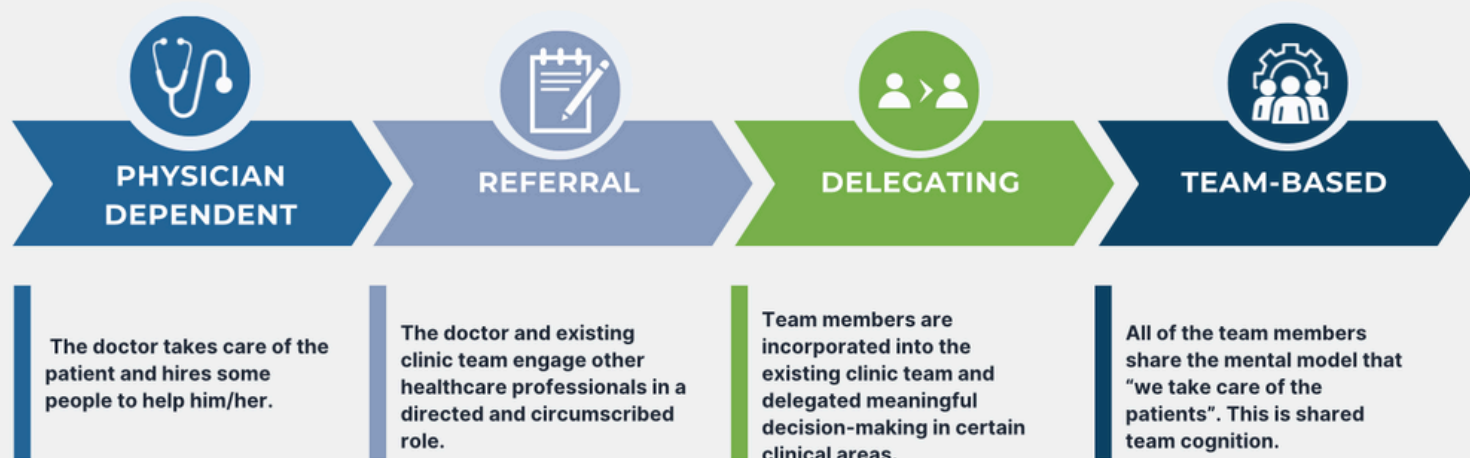 PHYSICIAN
DEPENDENT
REFERRAL
DELEGATING
TEAM-BASED
The doctor takes care of the
patient and hires some
people to help him/her.
The doctor and existing
clinic team engage other
healthcare professionals in a
directed and circumscribed
role.
Team members are
incorporated into the
existing clinic team and
delegated meaningful
decision-making in certain
clinical areas.
All of the team members
share the mental model that
“we take care of the
patients”. This is shared
team cognition.